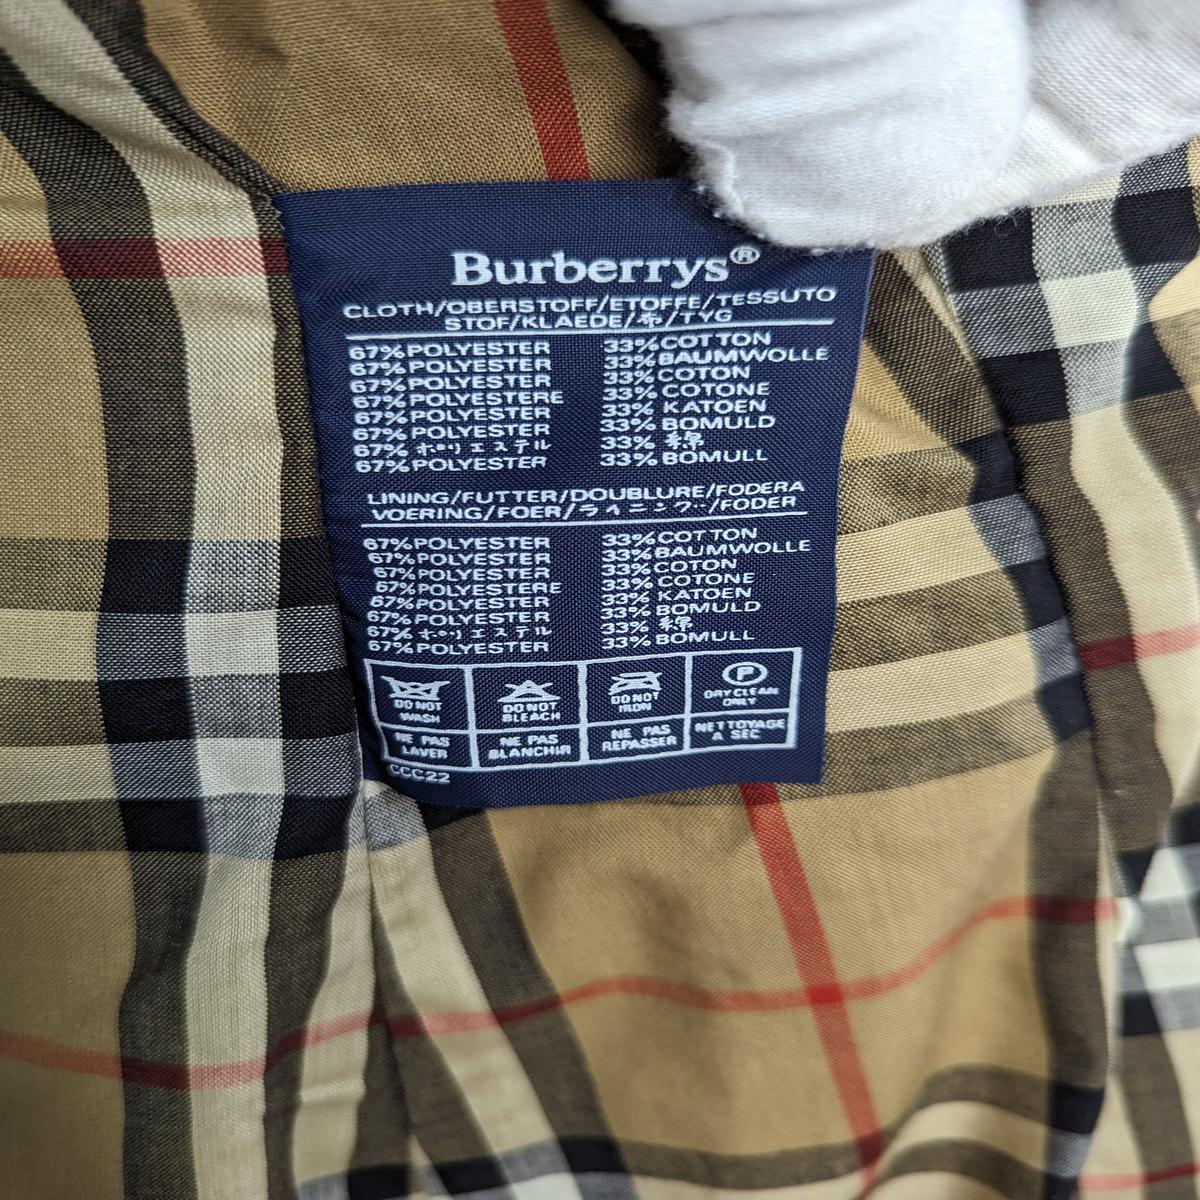 Burberrys®
CLOTH/OBERSTOFF/ETOFFE/TESSUTO
STOF/KLAEDE/布/TYG
67%POLYESTER 33%COTTON
67%POLYESTER 33%BAUMWOLLE
67%POLYESTER 33%COTON
67%POLYESTERE 33%COTONE
67%POLYESTER 33% KATOEN
67%POLYESTER 33% BOMULD
67% ポリエステル 33% 綿
67%POLYESTER 33%BOMULL
LINING/FUTTER/DOUBLURE/FODERA
VOERING/FOER/ライニング/FODER
67%POLYESTER 33%COTTON
67%POLYESTER 33%BAUMWOLLE
67%POLYESTER 33%COTON
67%POLYESTERE 33%COTONE
67%POLYESTER 33% KATOEN
67%POLYESTER 33% BOMULD
67% ポリエステル 33% 綿
67%POLYESTER 33% BOMULL
P
DO NOT WASH
DO NOT BLEACH
DO NOT IRON
DRY CLEAN ONLY
NE PAS LAVER
NE PAS BLANCHIR
NE PAS REPASSER
NETTOYAGE A SEC
CCC22